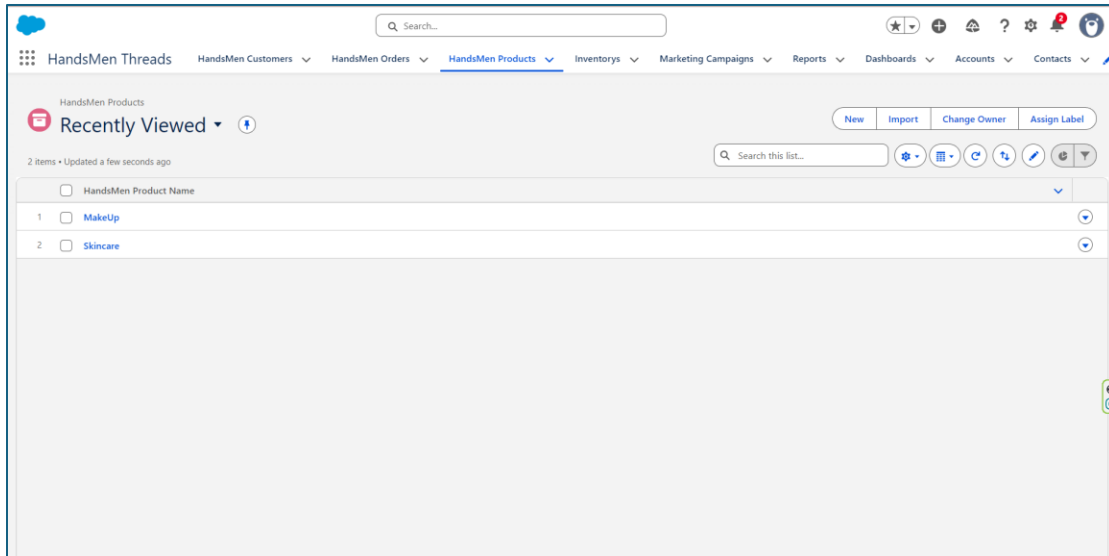 Search...
2
HandsMen Threads HandsMen Customers HandsMen Orders HandsMen Products Inventorys Marketing Campaigns Reports Dashboards Accounts Contacts
HandsMen Products
Recently Viewed
New Import Change Owner Assign Label
2 items • Updated a few seconds ago
Search this list...
HandsMen Product Name
1 MakeUp
2 Skincare